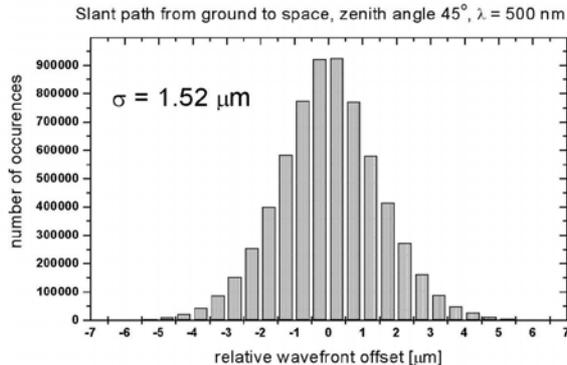 Slant path from ground to space, zenith angle 45°, λ = 500 nm
σ = 1.52 μm
number of occurences
900000
800000
700000
600000
500000
400000
300000
200000
100000
0
-7 -6 -5 -4 -3 -2 -1 0 1 2 3 4 5 6 7
relative wavefront offset [μm]